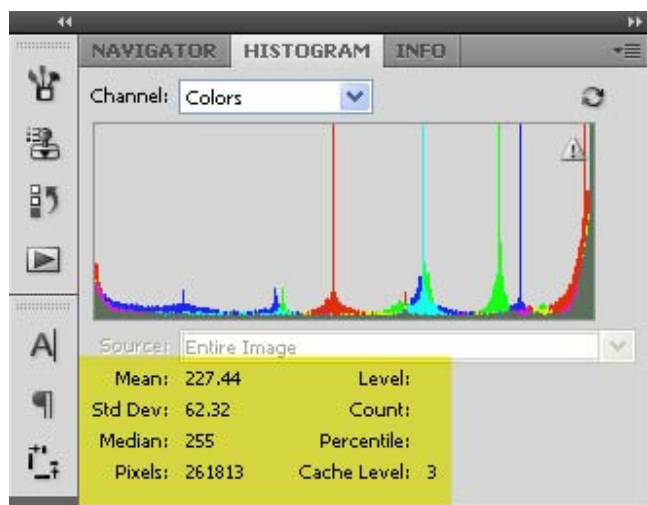 NAVIGATOR HISTOGRAM INFO
Channel: Colors
Source: Entire Image
Mean: 227.44 Level:
Std Dev: 62.32 Count:
Median: 255 Percentile:
Pixels: 261813 Cache Level: 3